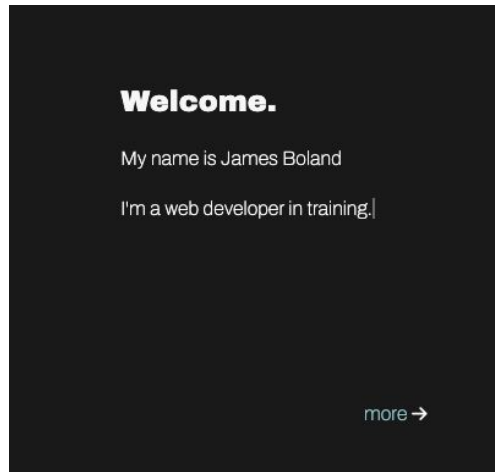 Welcome.
My name is James Boland
I'm a web developer in training.
more →